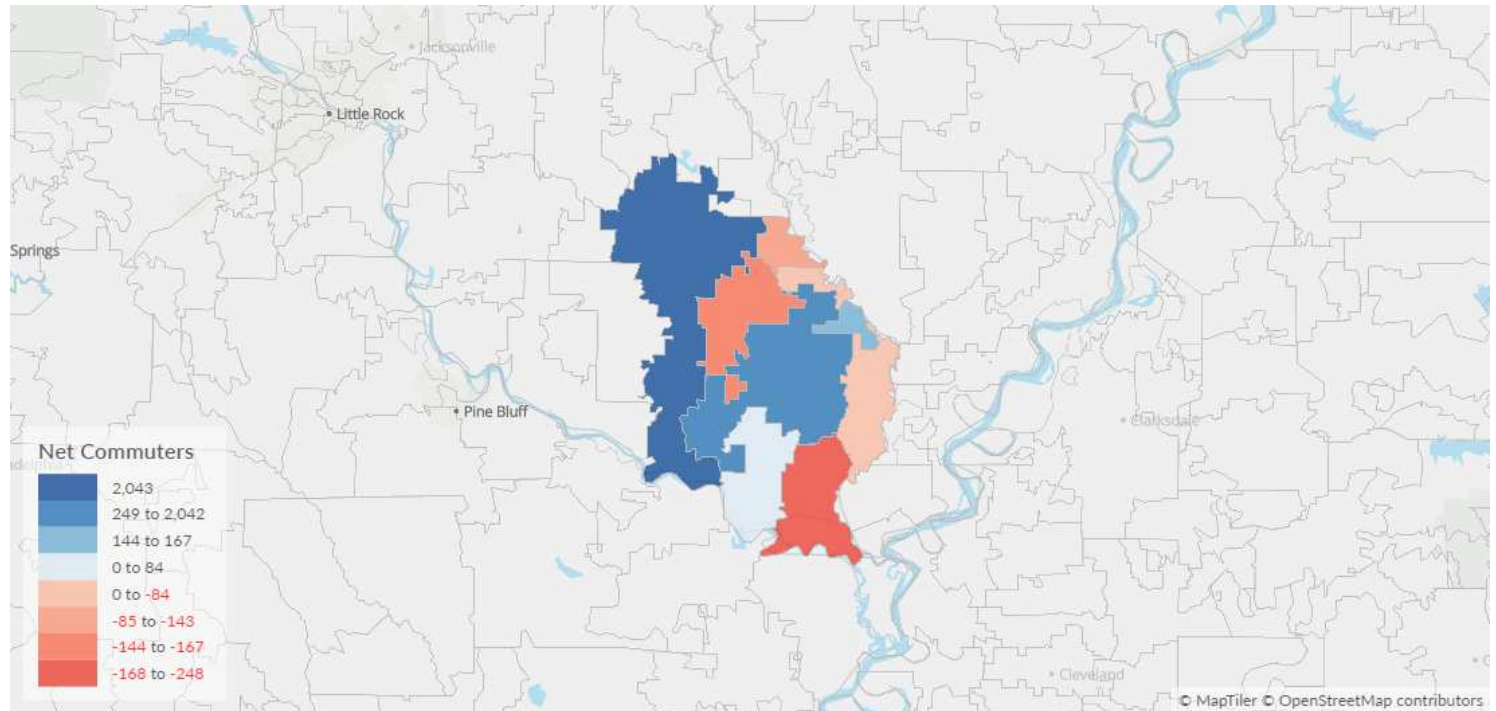 Jacksonville
Little Rock
Springs
Pine Bluff
Clarksdale
Net Commuters
2,043
249 to 2,042
144 to 167
0 to 84
0 to -84
-85 to -143
-144 to -167
-168 to -248
Cleveland
© MapTiler © OpenStreetMap contributors